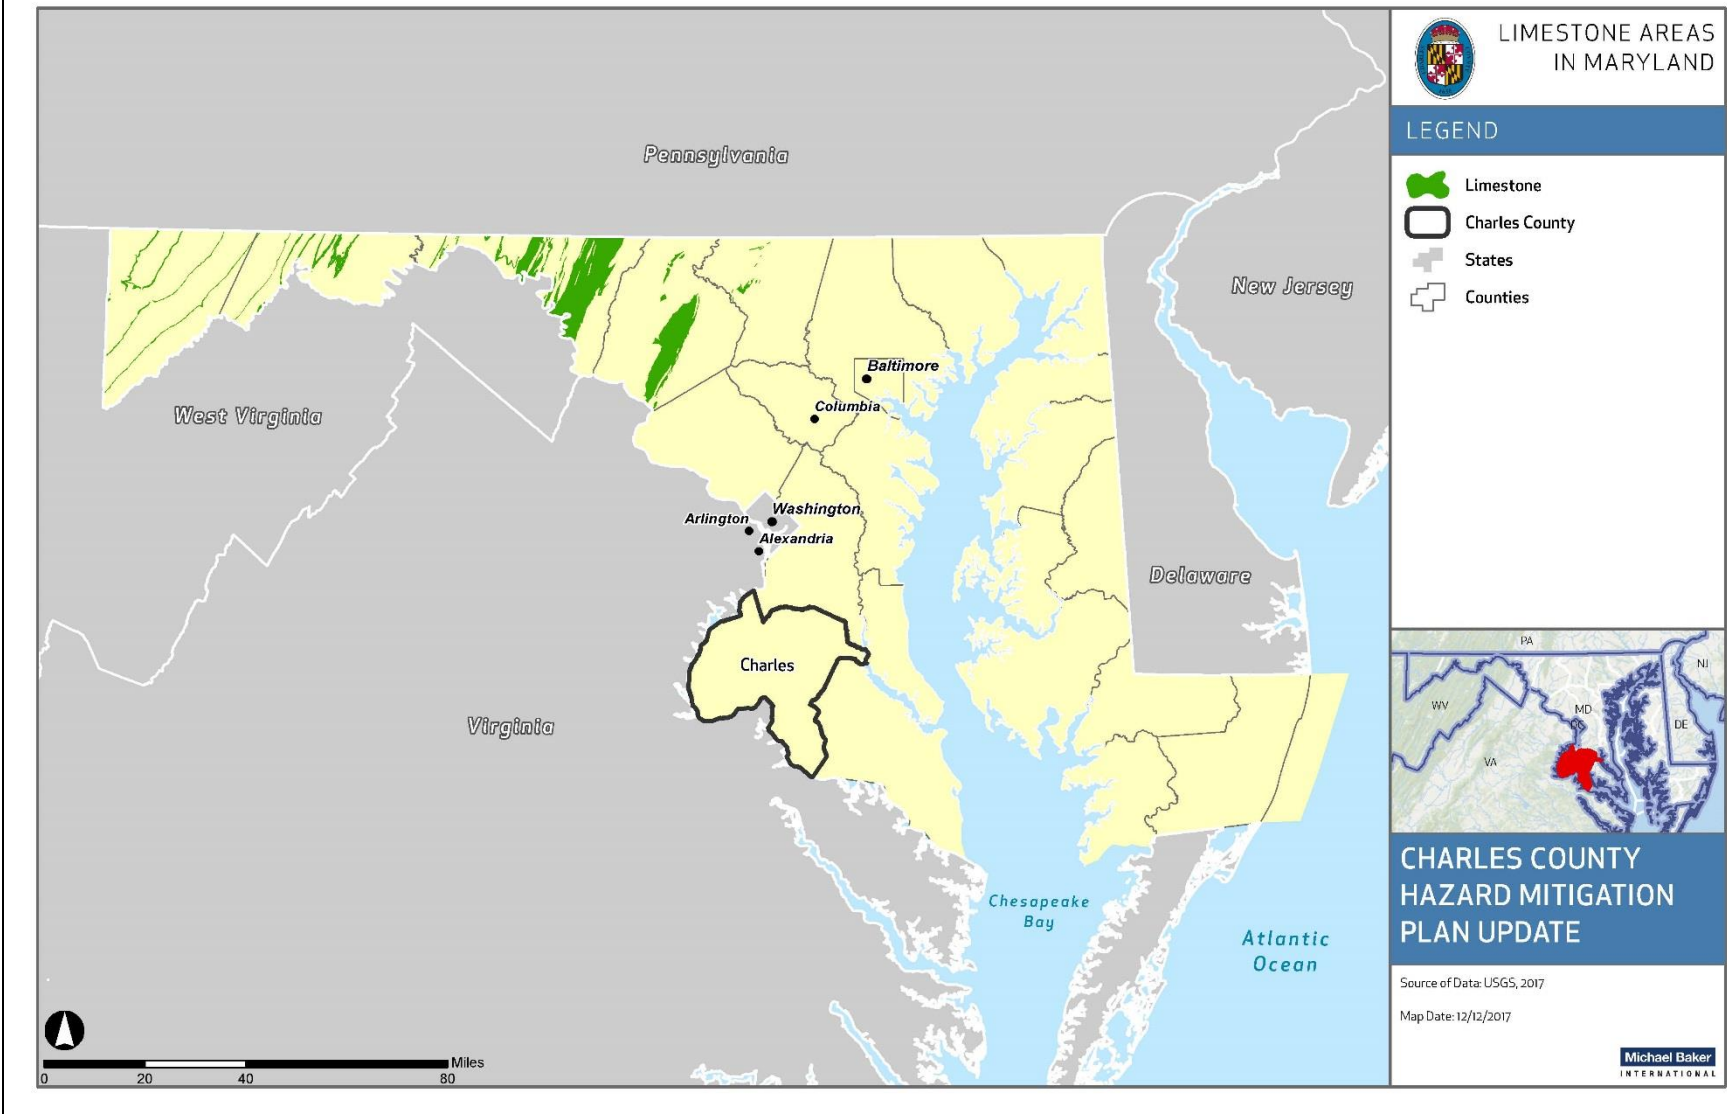 LIMESTONE AREAS
IN MARYLAND
LEGEND
Limestone
Charles County
States
Counties
Pennsylvania
New Jersey
West Virginia
Baltimore
Columbia
Washington
Arlington
Alexandria
Delaware
Charles
Virginia
Chesapeake
Bay
Atlantic
Ocean
Miles
0 20 40 80
PA
NJ
WV
MD
DC
DE
VA
CHARLES COUNTY
HAZARD MITIGATION
PLAN UPDATE
Source of Data: USGS, 2017
Map Date: 12/12/2017
Michael Baker
INTERNATIONAL